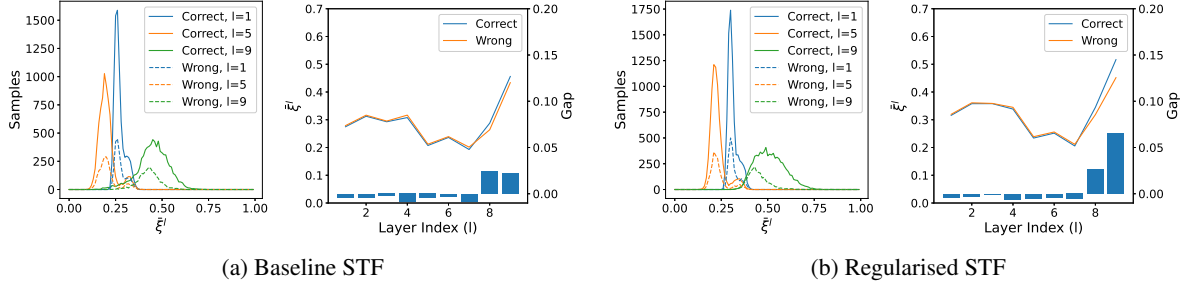 1500
1250
1000
750
500
250
0
Samples
0.00 0.25 0.50 0.75 1.00
ξ̄ˡ
Correct, l=1
Correct, l=5
Correct, l=9
Wrong, l=1
Wrong, l=5
Wrong, l=9
0.7
0.6
0.5
0.4
0.3
0.2
0.1
0.0
ξ̄ˡ
2 4 6 8
Layer Index (l)
Correct
Wrong
0.20
0.15
0.10
0.05
0.00
Gap
(a) Baseline STF
1750
1500
1250
1000
750
500
250
0
Samples
0.00 0.25 0.50 0.75 1.00
ξ̄ˡ
Correct, l=1
Correct, l=5
Correct, l=9
Wrong, l=1
Wrong, l=5
Wrong, l=9
0.7
0.6
0.5
0.4
0.3
0.2
0.1
0.0
ξ̄ˡ
2 4 6 8
Layer Index (l)
Correct
Wrong
0.20
0.15
0.10
0.05
0.00
Gap
(b) Regularised STF